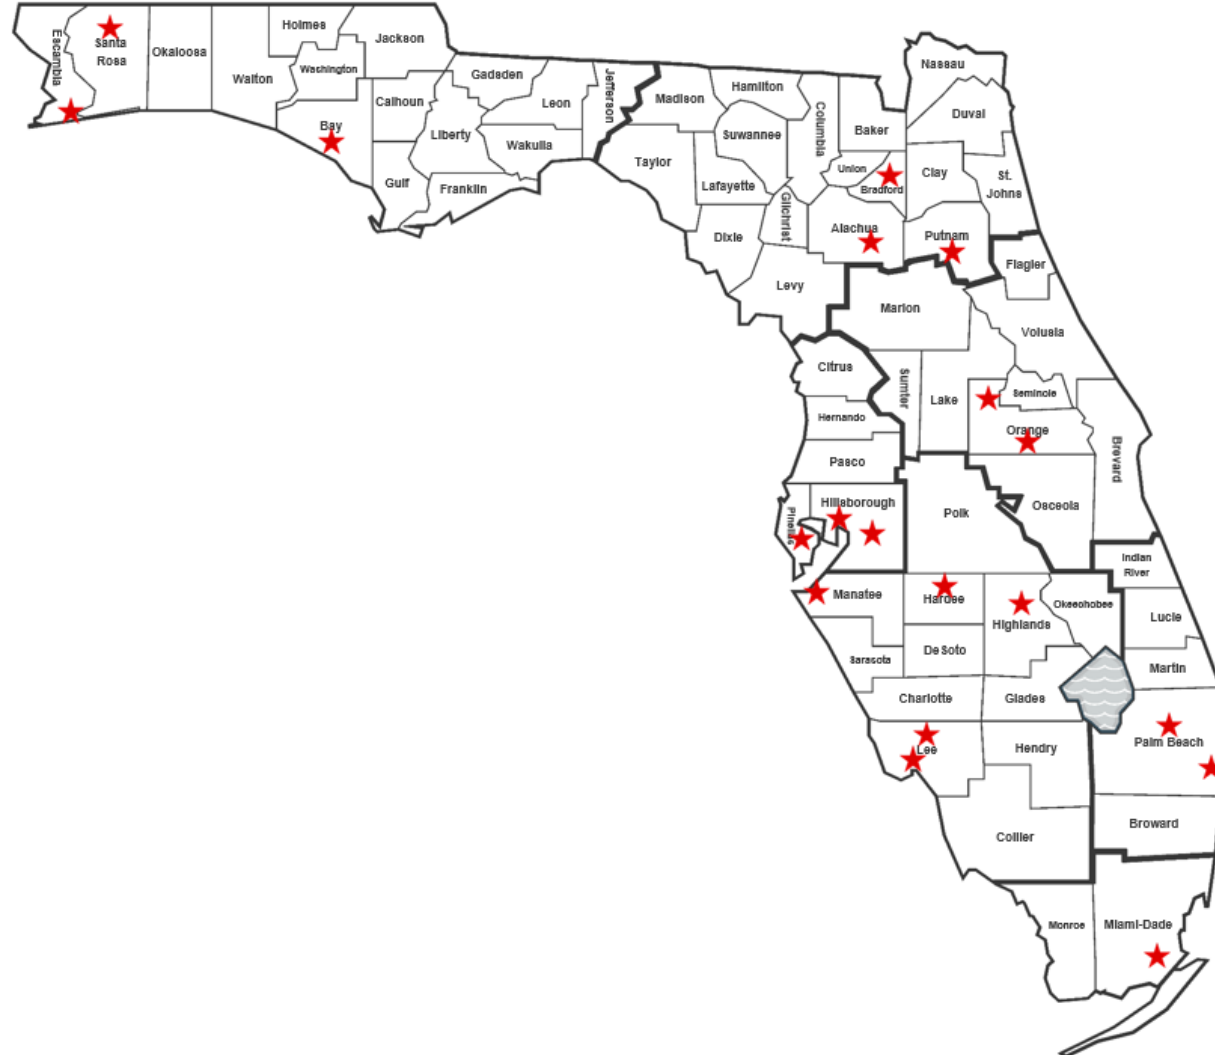 Escambia
Santa
Rosa
Okaloosa
Walton
Holmes
Washington
Jackson
Bay
Calhoun
Gulf
Liberty
Gadsden
Franklin
Leon
Wakulla
Jefferson
Madison
Taylor
Hamilton
Suwannee
Lafayette
Dixie
Columbia
Gilchrist
Levy
Baker
Union
Bradford
Alachua
Nassau
Duval
Clay
St.
Johns
Putnam
Flagler
Marion
Volusia
Citrus
Sumter
Lake
Seminole
Hernando
Orange
Pasco
Brevard
Pinellas
Hillsborough
Polk
Osceola
Indian
River
Manatee
Hardee
Highlands
Okeechobee
Lucie
Sarasota
DeSoto
Martin
Charlotte
Glades
Lee
Hendry
Palm Beach
Collier
Broward
Monroe
Miami-Dade